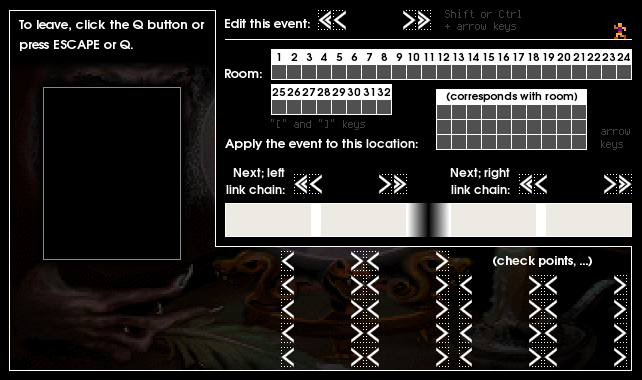 To leave, click the Q button or
press ESCAPE or Q.
Edit this event:
Shift or Ctrl
+ arrow keys
1 2 3 4 5 6 7 8 9 10 11 12 13 14 15 16 17 18 19 20 21 22 23 24
Room:
25 26 27 28 29 30 31 32
(corresponds with room)
"[" and "]" keys
arrow
keys
Apply the event to this location:
Next; left
link chain:
Next; right
link chain:
(check points, ...)